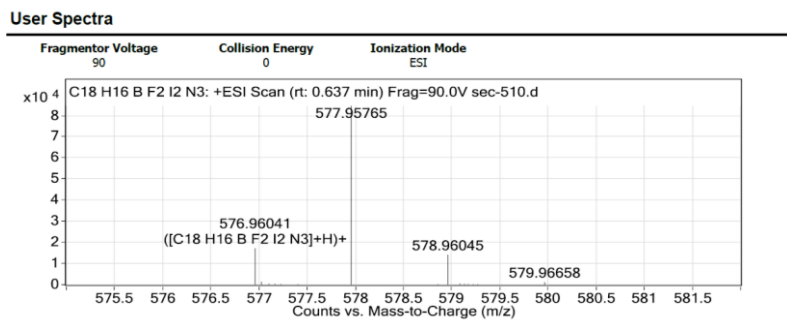 User Spectra
Fragmentor Voltage Collision Energy Ionization Mode
90 0 ESI
x10 4 C18 H16 B F2 I2 N3: +ESI Scan (rt: 0.637 min) Frag=90.0V sec-510.d
8
577.95765
7
6
5
4
3
576.96041
2
([C18 H16 B F2 I2 N3]+H)+
578.96045
1
579.96658
0
575.5 576 576.5 577 577.5 578 578.5 579 579.5 580 580.5 581 581.5
Counts vs. Mass-to-Charge (m/z)